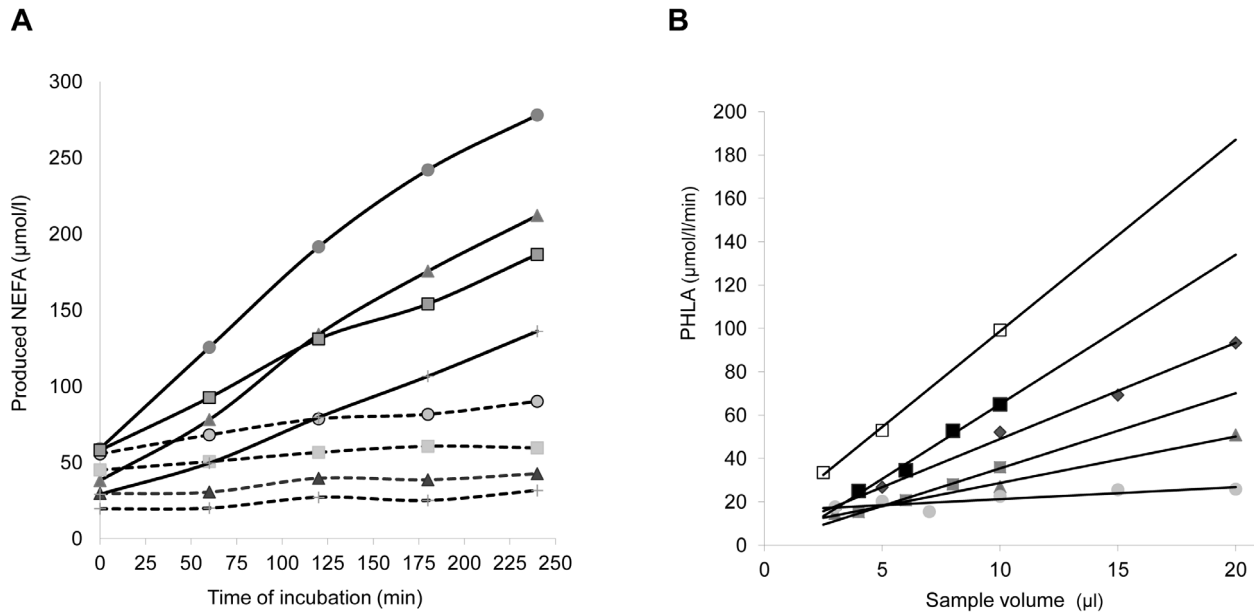 A
B
Produced NEFA (µmol/l)
300
250
200
150
100
50
0
0 25 50 75 100 125 150 175 200 225 250
Time of incubation (min)
PHLA (µmol/l/min)
200
180
160
140
120
100
80
60
40
20
0
0 5 10 15 20
Sample volume (µl)